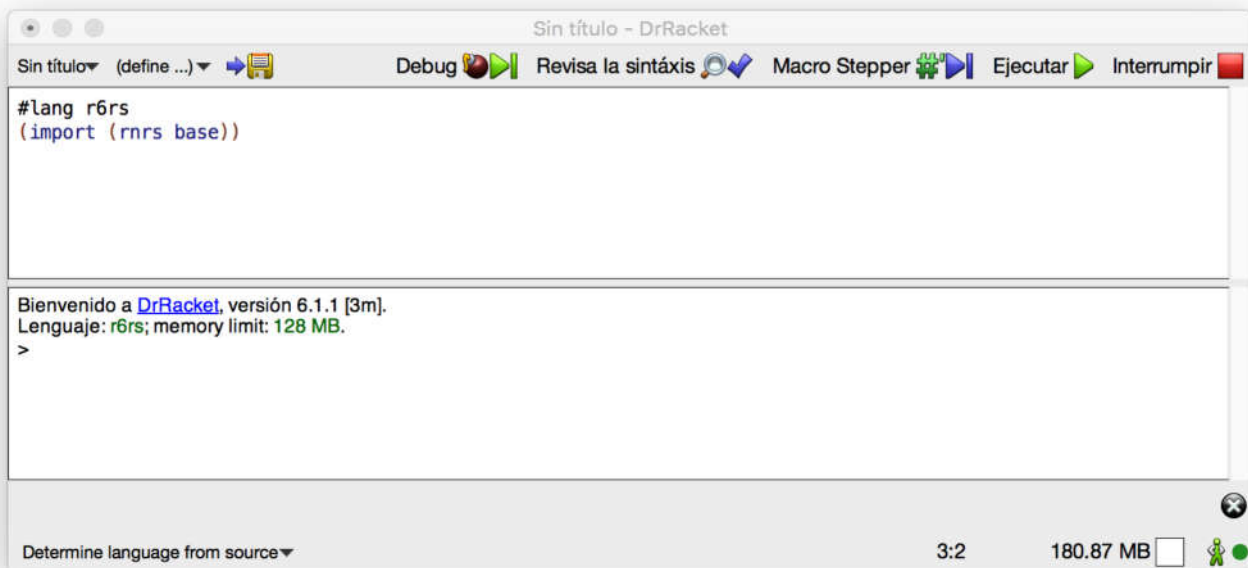 Sin título - DrRacket
Sin título (define ...) Debug Revisa la sintáxis Macro Stepper #' Ejecutar Interrumpir
#lang r6rs
(import (rnrs base))
Bienvenido a DrRacket, versión 6.1.1 [3m].
Lenguaje: r6rs; memory limit: 128 MB.
>
Determine language from source 3:2 180.87 MB